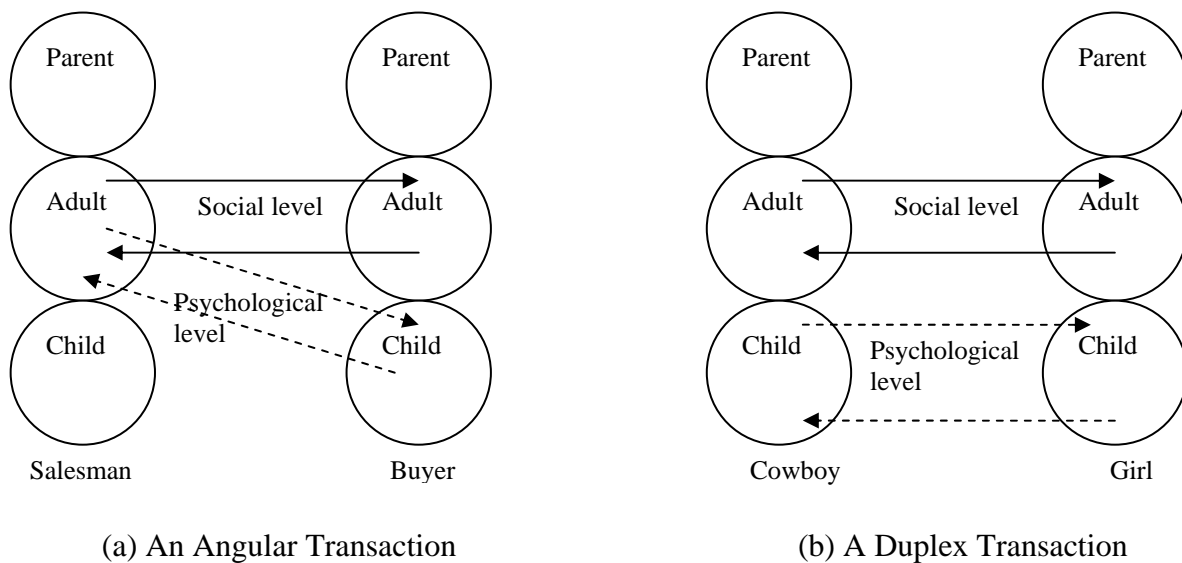 Parent
Parent
Adult
Social level
Adult
Psychological
level
Child
Child
Salesman
Buyer
(a) An Angular Transaction
Parent
Parent
Adult
Social level
Adult
Child
Psychological
level
Child
Cowboy
Girl
(b) A Duplex Transaction